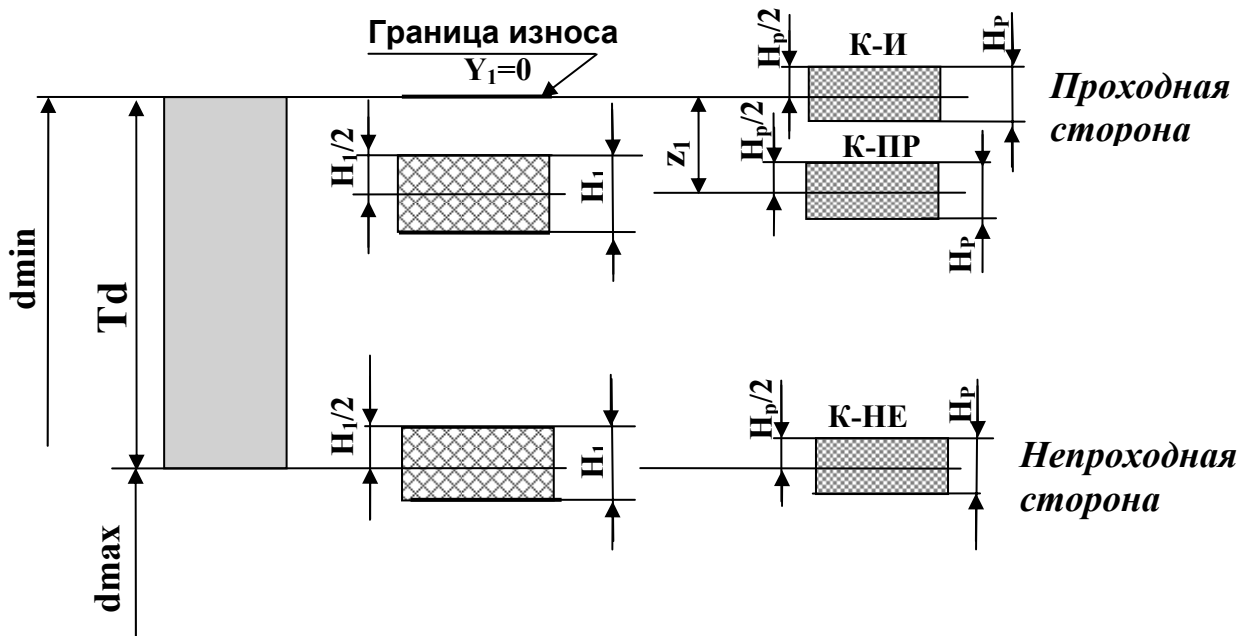 Граница износа
Y₁=0
К-И
Hp/2
HP
Проходная
сторона
H₁/2
H₁
z₁
Hp/2
К-ПР
HP
dmin
Td
H₁/2
H₁
Hp/2
К-НЕ
HP
Непроходная
сторона
dmax